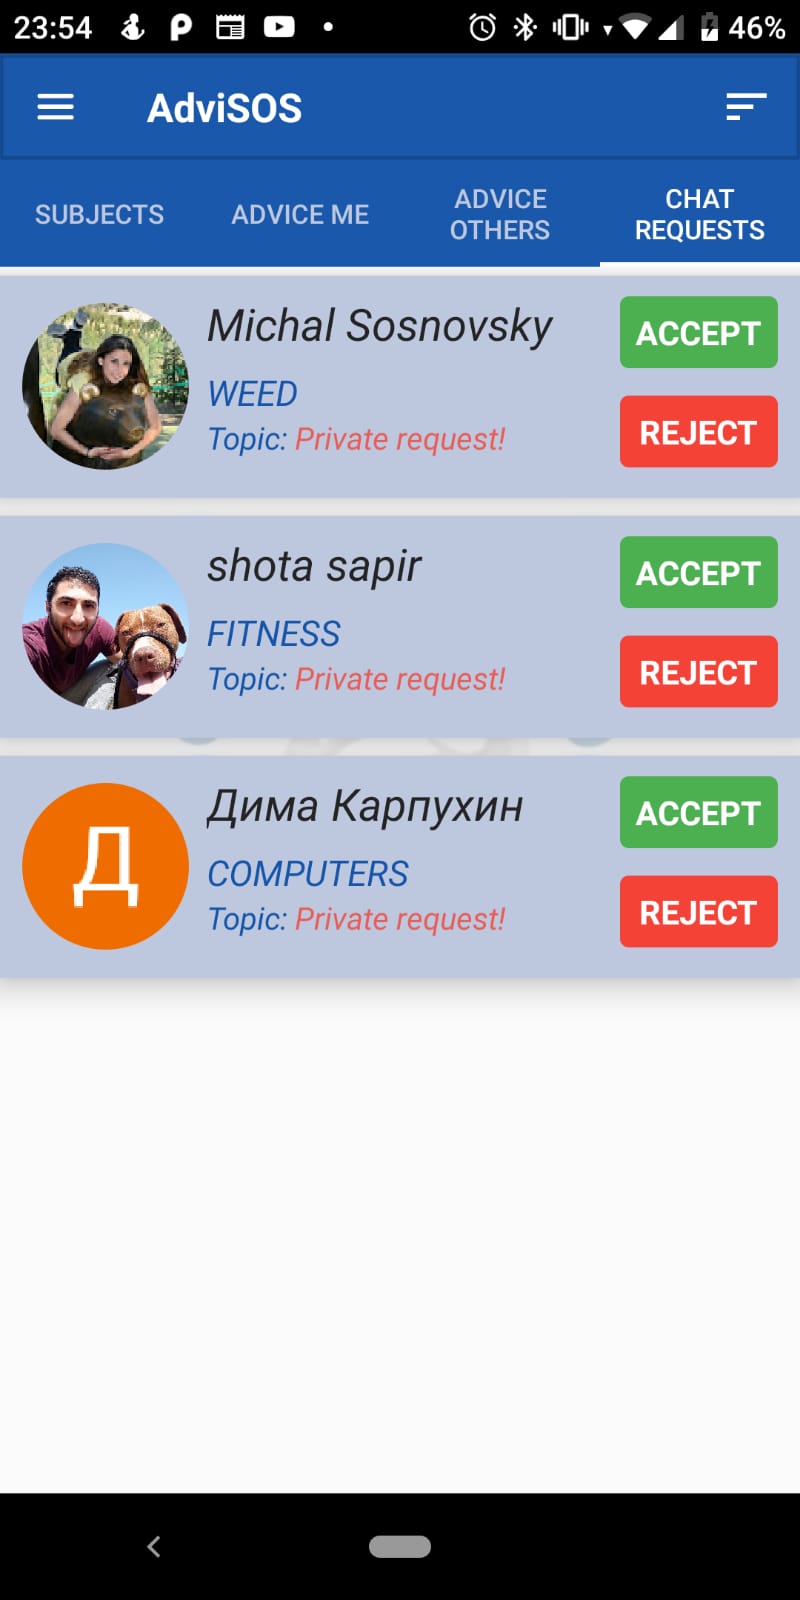 23:54
46%
AdviSOS
SUBJECTS
ADVICE ME
ADVICE
OTHERS
CHAT
REQUESTS
Michal Sosnovsky
WEED
Topic: Private request!
ACCEPT
REJECT
shota sapir
FITNESS
Topic: Private request!
ACCEPT
REJECT
Д
Дима Карпухин
COMPUTERS
Topic: Private request!
ACCEPT
REJECT